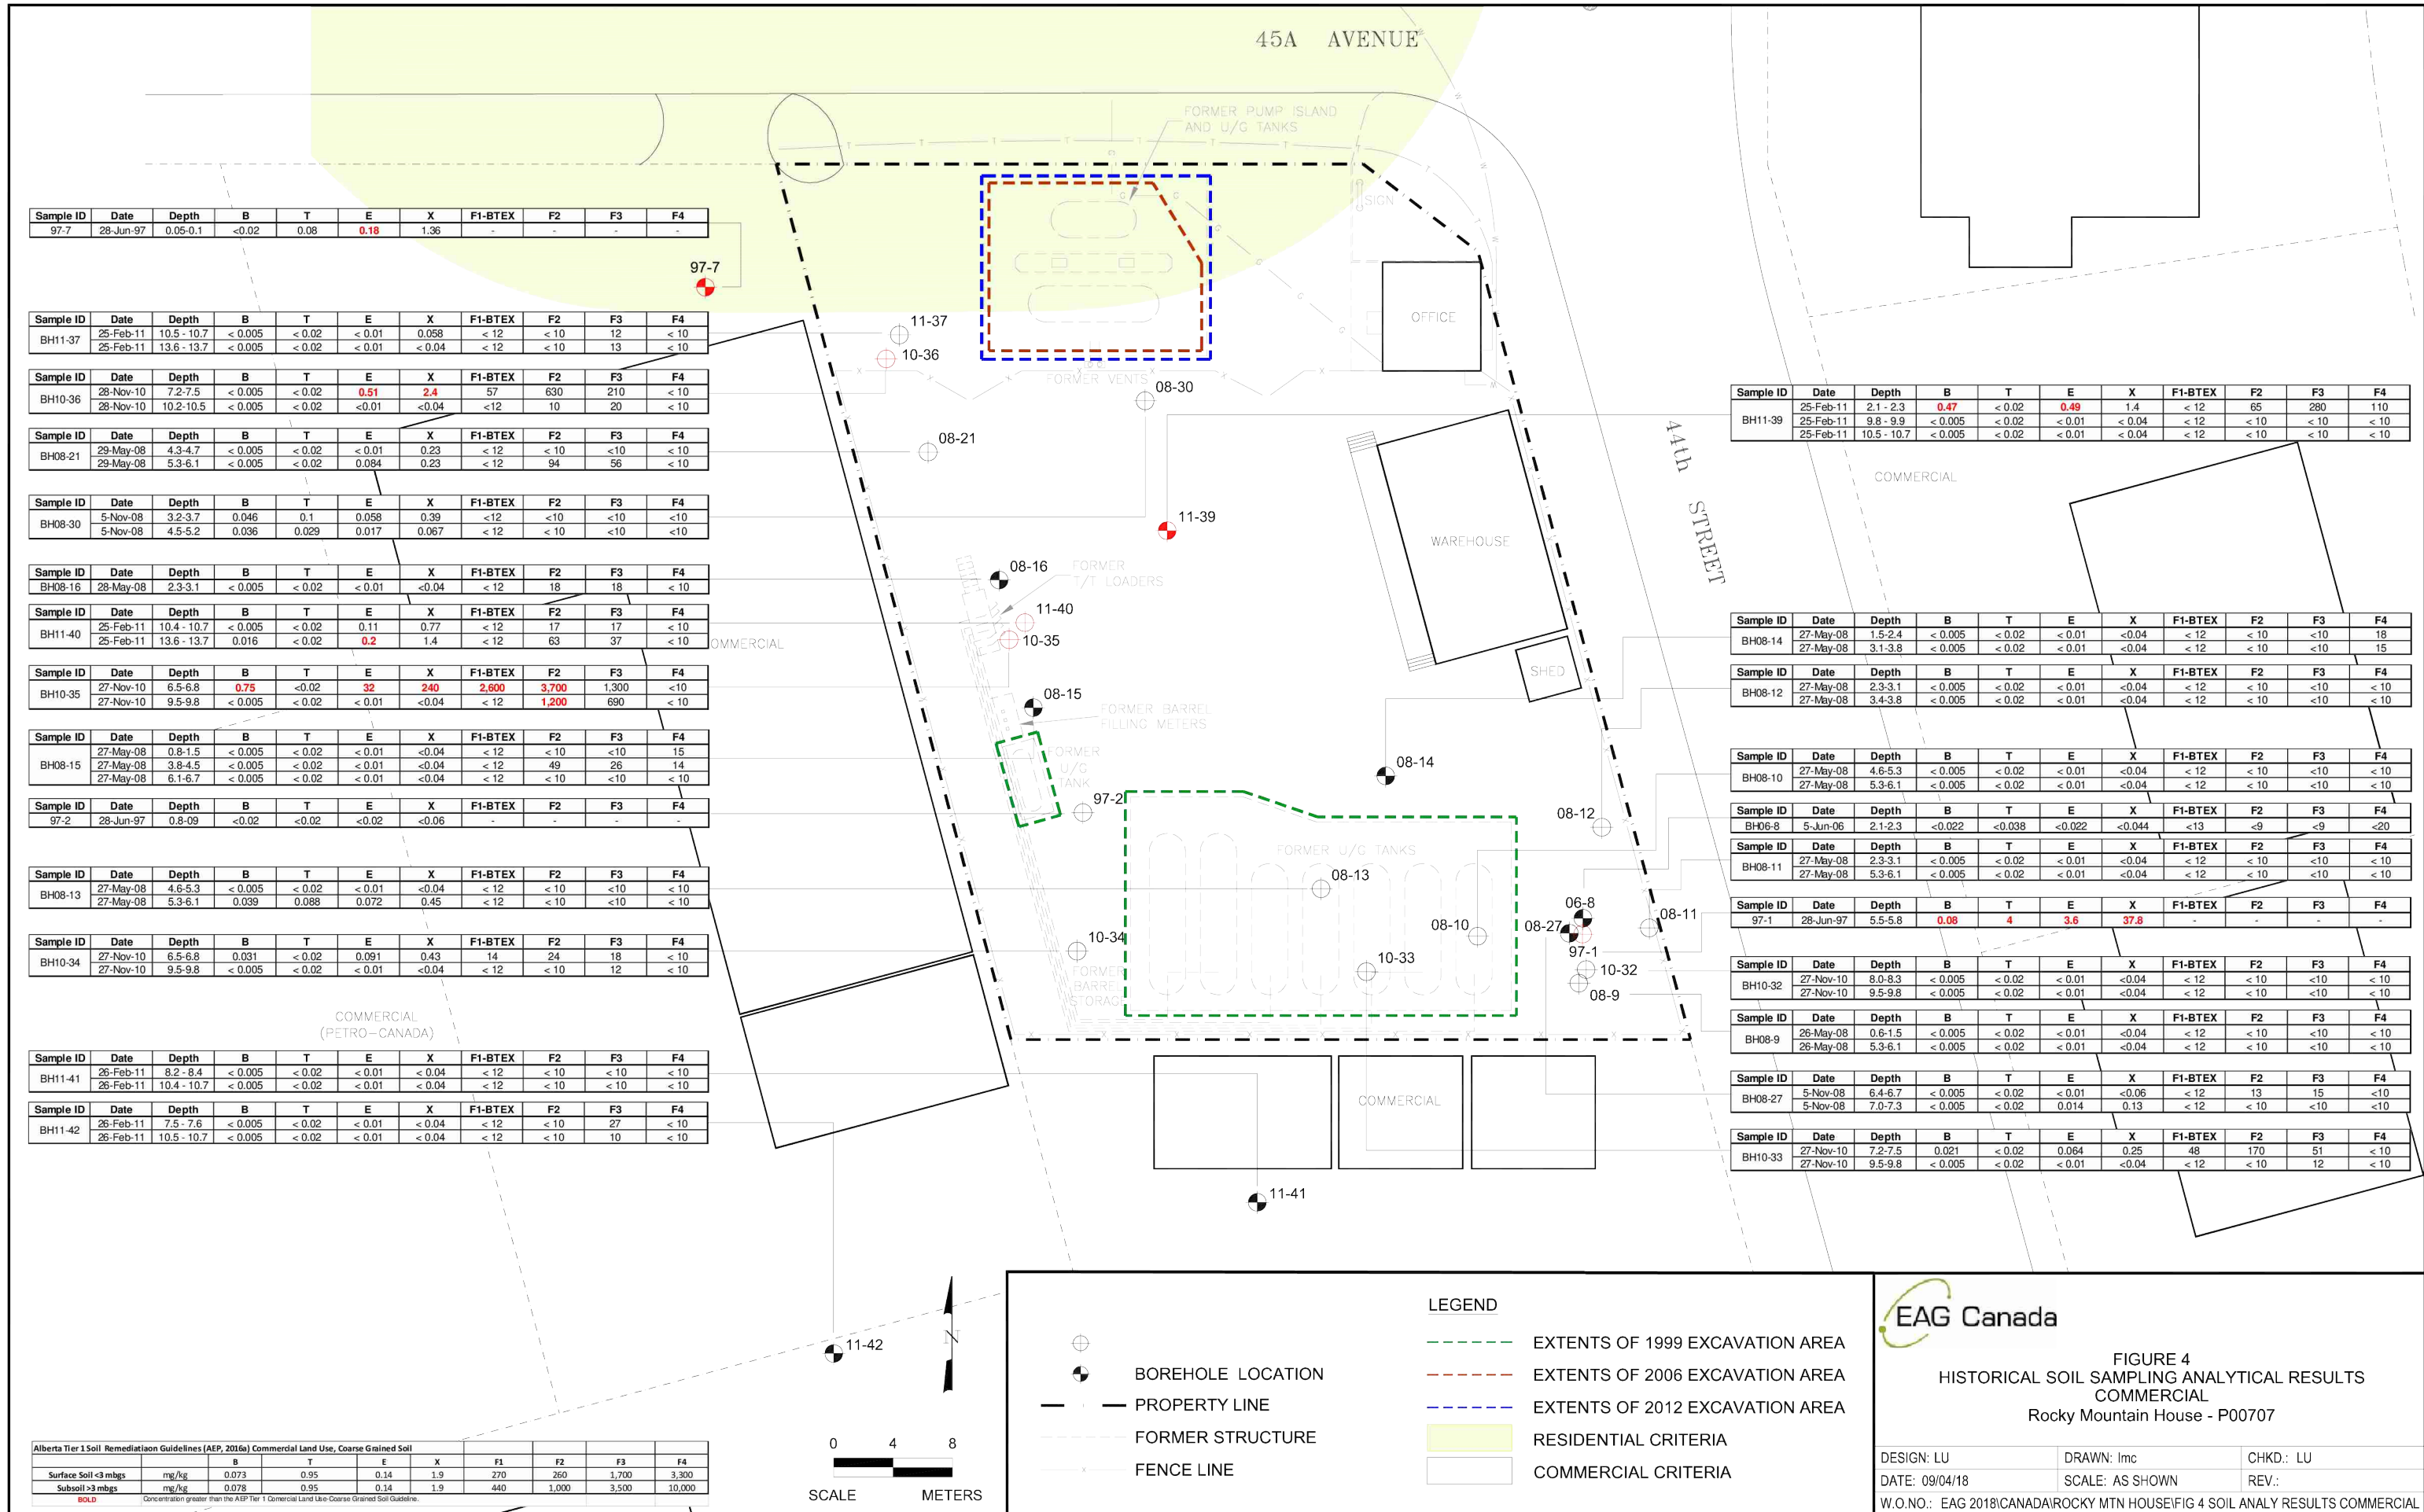 45A AVENUE
FORMER PUMP ISLAND
AND U/G TANKS
SIGN
OFFICE
FORMER VENTS
44th STREET
WAREHOUSE
SHED
FORMER
T/T LOADERS
FORMER BARREL
FILLING METERS
FORMER
U/G
TANK
FORMER U/G TANKS
FORMER
BARREL
STORAGE
COMMERCIAL
OMMERCIAL
COMMERCIAL
(PETRO-CANADA)
COMMERCIAL
97-7
11-37
10-36
08-30
08-21
11-39
08-16
11-40
10-35
08-15
08-14
97-2
08-12
08-13
06-8
08-10
08-27
08-11
97-1
10-34
10-33
10-32
08-9
11-41
11-42
Sample ID Date Depth B T E X F1-BTEX F2 F3 F4
97-7 28-Jun-97 0.05-0.1 <0.02 0.08 0.18 1.36 - - - -
Sample ID Date Depth B T E X F1-BTEX F2 F3 F4
BH11-37 25-Feb-11 10.5 - 10.7 < 0.005 < 0.02 < 0.01 0.058 < 12 < 10 12 < 10
25-Feb-11 13.6 - 13.7 < 0.005 < 0.02 < 0.01 < 0.04 < 12 < 10 13 < 10
Sample ID Date Depth B T E X F1-BTEX F2 F3 F4
BH10-36 28-Nov-10 7.2-7.5 < 0.005 < 0.02 0.51 2.4 57 630 210 < 10
28-Nov-10 10.2-10.5 < 0.005 < 0.02 <0.01 <0.04 <12 10 20 < 10
Sample ID Date Depth B T E X F1-BTEX F2 F3 F4
BH08-21 29-May-08 4.3-4.7 < 0.005 < 0.02 < 0.01 0.23 < 12 < 10 <10 < 10
29-May-08 5.3-6.1 < 0.005 < 0.02 0.084 0.23 < 12 94 56 < 10
Sample ID Date Depth B T E X F1-BTEX F2 F3 F4
BH08-30 5-Nov-08 3.2-3.7 0.046 0.1 0.058 0.39 <12 <10 <10 <10
5-Nov-08 4.5-5.2 0.036 0.029 0.017 0.067 < 12 < 10 <10 <10
Sample ID Date Depth B T E X F1-BTEX F2 F3 F4
BH08-16 28-May-08 2.3-3.1 < 0.005 < 0.02 < 0.01 <0.04 < 12 18 18 < 10
Sample ID Date Depth B T E X F1-BTEX F2 F3 F4
BH11-40 25-Feb-11 10.4 - 10.7 < 0.005 < 0.02 0.11 0.77 < 12 17 17 < 10
25-Feb-11 13.6 - 13.7 0.016 < 0.02 0.2 1.4 < 12 63 37 < 10
Sample ID Date Depth B T E X F1-BTEX F2 F3 F4
BH10-35 27-Nov-10 6.5-6.8 0.75 <0.02 32 240 2,600 3,700 1,300 <10
27-Nov-10 9.5-9.8 < 0.005 < 0.02 < 0.01 <0.04 < 12 1,200 690 < 10
Sample ID Date Depth B T E X F1-BTEX F2 F3 F4
BH08-15 27-May-08 0.8-1.5 < 0.005 < 0.02 < 0.01 <0.04 < 12 < 10 <10 15
27-May-08 3.8-4.5 < 0.005 < 0.02 < 0.01 <0.04 < 12 49 26 14
27-May-08 6.1-6.7 < 0.005 < 0.02 < 0.01 <0.04 < 12 < 10 <10 < 10
Sample ID Date Depth B T E X F1-BTEX F2 F3 F4
97-2 28-Jun-97 0.8-09 <0.02 <0.02 <0.02 <0.06 - - - -
Sample ID Date Depth B T E X F1-BTEX F2 F3 F4
BH08-13 27-May-08 4.6-5.3 < 0.005 < 0.02 < 0.01 <0.04 < 12 < 10 <10 < 10
27-May-08 5.3-6.1 0.039 0.088 0.072 0.45 < 12 < 10 <10 < 10
Sample ID Date Depth B T E X F1-BTEX F2 F3 F4
BH10-34 27-Nov-10 6.5-6.8 0.031 < 0.02 0.091 0.43 14 24 18 < 10
27-Nov-10 9.5-9.8 < 0.005 < 0.02 < 0.01 <0.04 < 12 < 10 12 < 10
Sample ID Date Depth B T E X F1-BTEX F2 F3 F4
BH11-41 26-Feb-11 8.2 - 8.4 < 0.005 < 0.02 < 0.01 < 0.04 < 12 < 10 < 10 < 10
26-Feb-11 10.4 - 10.7 < 0.005 < 0.02 < 0.01 < 0.04 < 12 < 10 < 10 < 10
Sample ID Date Depth B T E X F1-BTEX F2 F3 F4
BH11-42 26-Feb-11 7.5 - 7.6 < 0.005 < 0.02 < 0.01 < 0.04 < 12 < 10 27 < 10
26-Feb-11 10.5 - 10.7 < 0.005 < 0.02 < 0.01 < 0.04 < 12 < 10 10 < 10
Sample ID Date Depth B T E X F1-BTEX F2 F3 F4
BH11-39 25-Feb-11 2.1 - 2.3 0.47 < 0.02 0.49 1.4 < 12 65 280 110
25-Feb-11 9.8 - 9.9 < 0.005 < 0.02 < 0.01 < 0.04 < 12 < 10 < 10 < 10
25-Feb-11 10.5 - 10.7 < 0.005 < 0.02 < 0.01 < 0.04 < 12 < 10 < 10 < 10
Sample ID Date Depth B T E X F1-BTEX F2 F3 F4
BH08-14 27-May-08 1.5-2.4 < 0.005 < 0.02 < 0.01 <0.04 < 12 < 10 <10 18
27-May-08 3.1-3.8 < 0.005 < 0.02 < 0.01 <0.04 < 12 < 10 <10 15
Sample ID Date Depth B T E X F1-BTEX F2 F3 F4
BH08-12 27-May-08 2.3-3.1 < 0.005 < 0.02 < 0.01 <0.04 < 12 < 10 <10 < 10
27-May-08 3.4-3.8 < 0.005 < 0.02 < 0.01 <0.04 < 12 < 10 <10 < 10
Sample ID Date Depth B T E X F1-BTEX F2 F3 F4
BH08-10 27-May-08 4.6-5.3 < 0.005 < 0.02 < 0.01 <0.04 < 12 < 10 <10 < 10
27-May-08 5.3-6.1 < 0.005 < 0.02 < 0.01 <0.04 < 12 < 10 <10 < 10
Sample ID Date Depth B T E X F1-BTEX F2 F3 F4
BH06-8 5-Jun-06 2.1-2.3 <0.022 <0.038 <0.022 <0.044 <13 <9 <9 <20
Sample ID Date Depth B T E X F1-BTEX F2 F3 F4
BH08-11 27-May-08 2.3-3.1 < 0.005 < 0.02 < 0.01 <0.04 < 12 < 10 <10 < 10
27-May-08 5.3-6.1 < 0.005 < 0.02 < 0.01 <0.04 < 12 < 10 <10 < 10
Sample ID Date Depth B T E X F1-BTEX F2 F3 F4
97-1 28-Jun-97 5.5-5.8 0.08 4 3.6 37.8 - - - -
Sample ID Date Depth B T E X F1-BTEX F2 F3 F4
BH10-32 27-Nov-10 8.0-8.3 < 0.005 < 0.02 < 0.01 <0.04 < 12 < 10 <10 < 10
27-Nov-10 9.5-9.8 < 0.005 < 0.02 < 0.01 <0.04 < 12 < 10 <10 < 10
Sample ID Date Depth B T E X F1-BTEX F2 F3 F4
BH08-9 26-May-08 0.6-1.5 < 0.005 < 0.02 < 0.01 <0.04 < 12 < 10 <10 < 10
26-May-08 5.3-6.1 < 0.005 < 0.02 < 0.01 <0.04 < 12 < 10 <10 < 10
Sample ID Date Depth B T E X F1-BTEX F2 F3 F4
BH08-27 5-Nov-08 6.4-6.7 < 0.005 < 0.02 < 0.01 <0.06 < 12 13 15 <10
5-Nov-08 7.0-7.3 < 0.005 < 0.02 0.014 0.13 < 12 < 10 <10 <10
Sample ID Date Depth B T E X F1-BTEX F2 F3 F4
BH10-33 27-Nov-10 7.2-7.5 0.021 < 0.02 0.064 0.25 48 170 51 < 10
27-Nov-10 9.5-9.8 < 0.005 < 0.02 < 0.01 <0.04 < 12 < 10 12 < 10
Alberta Tier 1 Soil Remediatiaon Guidelines (AEP, 2016a) Commercial Land Use, Coarse Grained Soil
B T E X F1 F2 F3 F4
Surface Soil <3 mbgs mg/kg 0.073 0.95 0.14 1.9 270 260 1,700 3,300
Subsoil >3 mbgs mg/kg 0.078 0.95 0.14 1.9 440 1,000 3,500 10,000
BOLD Concentration greater than the AEP Tier 1 Comercial Land Use-Coarse Grained Soil Guideline.
0 4 8
SCALE METERS
N
LEGEND
BOREHOLE LOCATION
PROPERTY LINE
FORMER STRUCTURE
FENCE LINE
EXTENTS OF 1999 EXCAVATION AREA
EXTENTS OF 2006 EXCAVATION AREA
EXTENTS OF 2012 EXCAVATION AREA
RESIDENTIAL CRITERIA
COMMERCIAL CRITERIA
EAG Canada
FIGURE 4
HISTORICAL SOIL SAMPLING ANALYTICAL RESULTS
COMMERCIAL
Rocky Mountain House - P00707
DESIGN: LU DRAWN: lmc CHKD.: LU
DATE: 09/04/18 SCALE: AS SHOWN REV.:
W.O.NO.: EAG 2018\CANADA\ROCKY MTN HOUSE\FIG 4 SOIL ANALY RESULTS COMMERCIAL